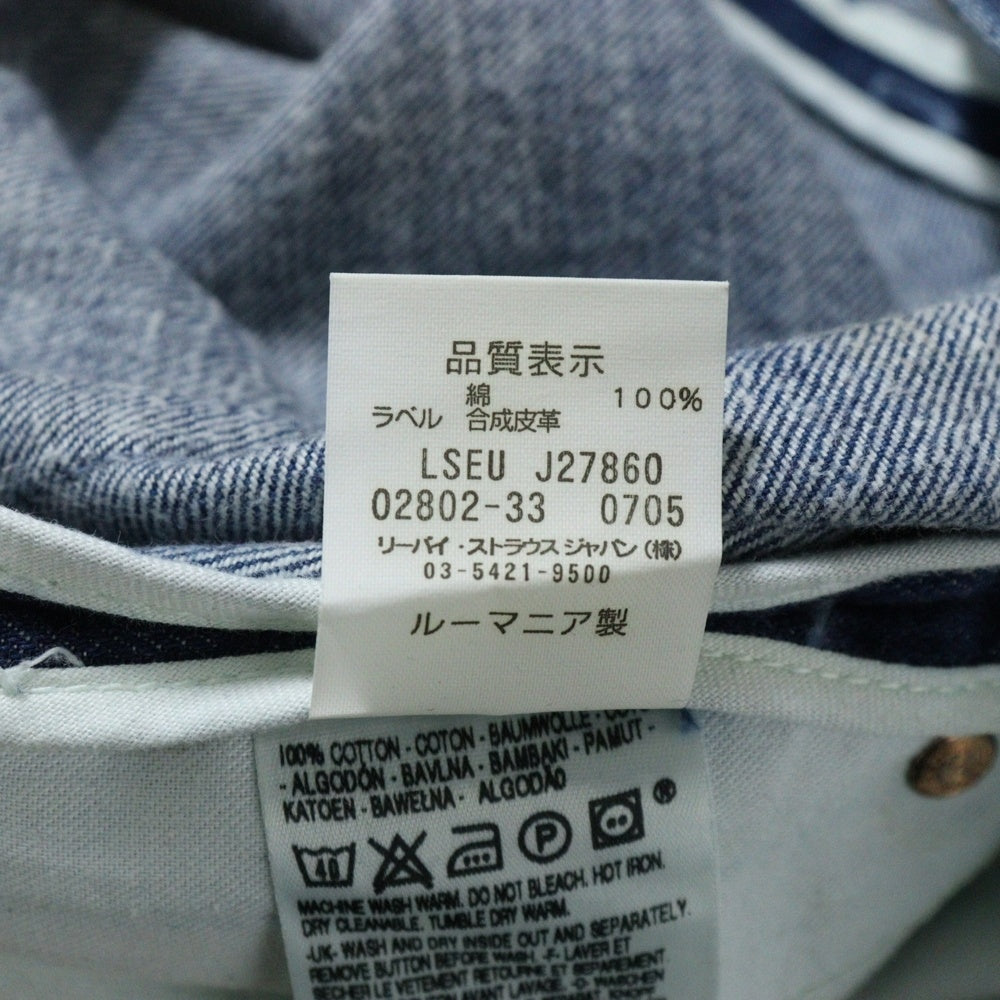 品質表示
綿 100%
ラベル 合成皮革
LSEU J27860
02802-33 0705
リーバイ・ストラウスジャパン(株)
03-5421-9500
ルーマニア製
100% COTTON - COTON - BAUMWOLLE -
- ALGODÓN - BAVLNA - BAMBAKI - PAMUT -
KATOEN - BAWEŁNA - ALGODÃO
40 P ®
MACHINE WASH WARM. DO NOT BLEACH. HOT IRON.
DRY CLEANABLE. TUMBLE DRY WARM.
-UK- WASH AND DRY INSIDE OUT AND SEPARATELY.
REMOVE BUTTON BEFORE WASH. -F- LAVER ET
SECHER LE VETEMENT RETOURNE ET SEPAREMENT.
AVANT LAVAGE.